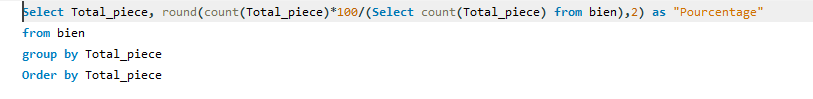 Select Total_piece, round(count(Total_piece)*100/(Select count(Total_piece) from bien),2) as "Pourcentage"
from bien
group by Total_piece
Order by Total_piece